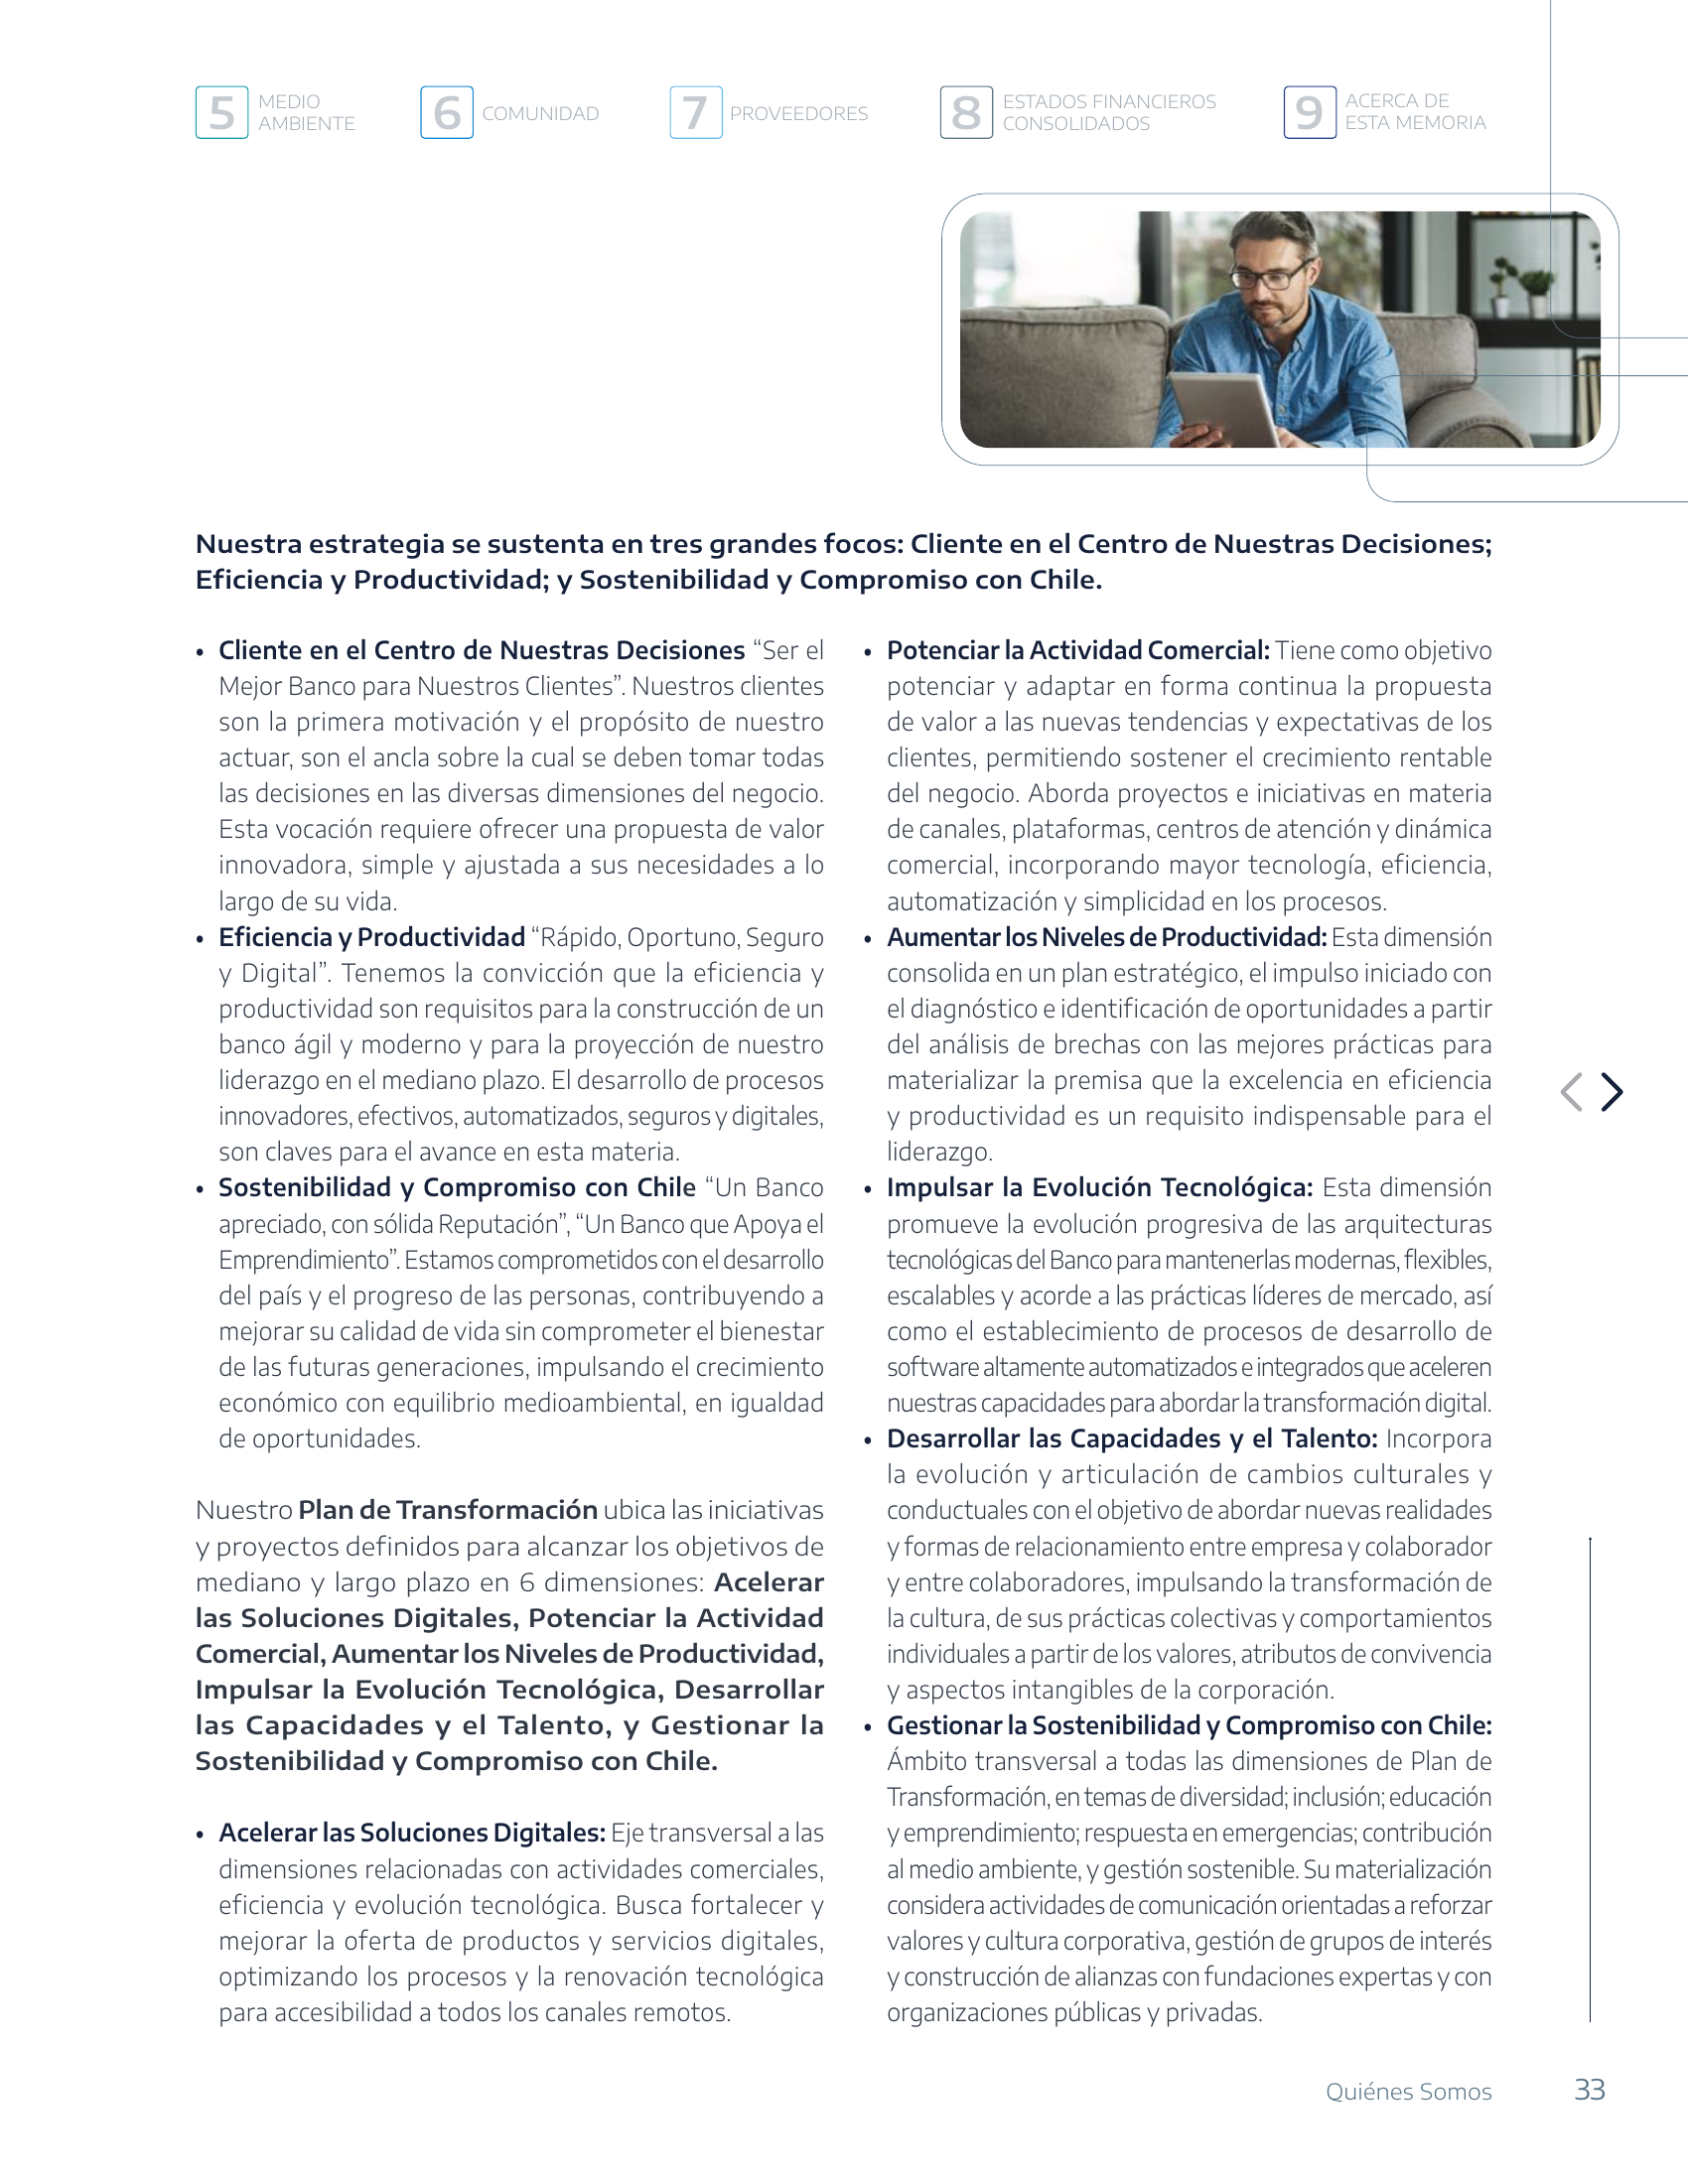 5 MEDIO
AMBIENTE
6 COMUNIDAD
7 PROVEEDORES
8 ESTADOS FINANCIEROS
CONSOLIDADOS
9 ACERCA DE
ESTA MEMORIA
Nuestra estrategia se sustenta en tres grandes focos: Cliente en el Centro de Nuestras Decisiones;
Eficiencia y Productividad; y Sostenibilidad y Compromiso con Chile.
• Cliente en el Centro de Nuestras Decisiones “Ser el
Mejor Banco para Nuestros Clientes”. Nuestros clientes
son la primera motivación y el propósito de nuestro
actuar, son el ancla sobre la cual se deben tomar todas
las decisiones en las diversas dimensiones del negocio.
Esta vocación requiere ofrecer una propuesta de valor
innovadora, simple y ajustada a sus necesidades a lo
largo de su vida.
• Eficiencia y Productividad “Rápido, Oportuno, Seguro
y Digital”. Tenemos la convicción que la eficiencia y
productividad son requisitos para la construcción de un
banco ágil y moderno y para la proyección de nuestro
liderazgo en el mediano plazo. El desarrollo de procesos
innovadores, efectivos, automatizados, seguros y digitales,
son claves para el avance en esta materia.
• Sostenibilidad y Compromiso con Chile “Un Banco
apreciado, con sólida Reputación”, “Un Banco que Apoya el
Emprendimiento”. Estamos comprometidos con el desarrollo
del país y el progreso de las personas, contribuyendo a
mejorar su calidad de vida sin comprometer el bienestar
de las futuras generaciones, impulsando el crecimiento
económico con equilibrio medioambiental, en igualdad
de oportunidades.
Nuestro Plan de Transformación ubica las iniciativas
y proyectos definidos para alcanzar los objetivos de
mediano y largo plazo en 6 dimensiones: Acelerar
las Soluciones Digitales, Potenciar la Actividad
Comercial, Aumentar los Niveles de Productividad,
Impulsar la Evolución Tecnológica, Desarrollar
las Capacidades y el Talento, y Gestionar la
Sostenibilidad y Compromiso con Chile.
• Acelerar las Soluciones Digitales: Eje transversal a las
dimensiones relacionadas con actividades comerciales,
eficiencia y evolución tecnológica. Busca fortalecer y
mejorar la oferta de productos y servicios digitales,
optimizando los procesos y la renovación tecnológica
para accesibilidad a todos los canales remotos.
• Potenciar la Actividad Comercial: Tiene como objetivo
potenciar y adaptar en forma continua la propuesta
de valor a las nuevas tendencias y expectativas de los
clientes, permitiendo sostener el crecimiento rentable
del negocio. Aborda proyectos e iniciativas en materia
de canales, plataformas, centros de atención y dinámica
comercial, incorporando mayor tecnología, eficiencia,
automatización y simplicidad en los procesos.
• Aumentar los Niveles de Productividad: Esta dimensión
consolida en un plan estratégico, el impulso iniciado con
el diagnóstico e identificación de oportunidades a partir
del análisis de brechas con las mejores prácticas para
materializar la premisa que la excelencia en eficiencia
y productividad es un requisito indispensable para el
liderazgo.
• Impulsar la Evolución Tecnológica: Esta dimensión
promueve la evolución progresiva de las arquitecturas
tecnológicas del Banco para mantenerlas modernas, flexibles,
escalables y acorde a las prácticas líderes de mercado, así
como el establecimiento de procesos de desarrollo de
software altamente automatizados e integrados que aceleren
nuestras capacidades para abordar la transformación digital.
• Desarrollar las Capacidades y el Talento: Incorpora
la evolución y articulación de cambios culturales y
conductuales con el objetivo de abordar nuevas realidades
y formas de relacionamiento entre empresa y colaborador
y entre colaboradores, impulsando la transformación de
la cultura, de sus prácticas colectivas y comportamientos
individuales a partir de los valores, atributos de convivencia
y aspectos intangibles de la corporación.
• Gestionar la Sostenibilidad y Compromiso con Chile:
Ámbito transversal a todas las dimensiones de Plan de
Transformación, en temas de diversidad; inclusión; educación
y emprendimiento; respuesta en emergencias; contribución
al medio ambiente, y gestión sostenible. Su materialización
considera actividades de comunicación orientadas a reforzar
valores y cultura corporativa, gestión de grupos de interés
y construcción de alianzas con fundaciones expertas y con
organizaciones públicas y privadas.
Quiénes Somos 33